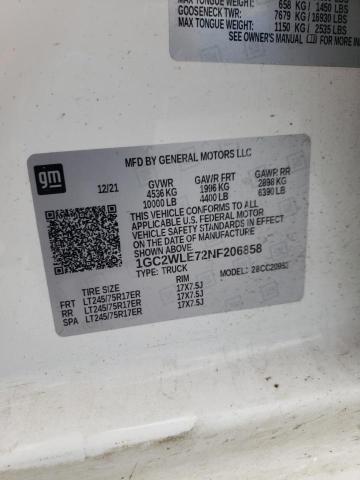 MAX TONGUE WEIGHT: 658 KG / 1450 LBS
GOOSENECK TWR: 7679 KG / 16930 LBS
MAX TONGUE WEIGHT: 1150 KG / 2535 LBS
SEE OWNER'S MANUAL FOR MORE IN
MFD BY GENERAL MOTORS LLC
gm
12/21 GVWR GAWR FRT GAWR RR
4536 KG 1996 KG 2898 KG
10000 LB 4400 LB 6390 LB
THIS VEHICLE CONFORMS TO ALL
APPLICABLE U.S. FEDERAL MOTOR
VEHICLE SAFETY STANDARDS IN
EFFECT ON THE DATE OF
MANUFACTURE SHOWN ABOVE.
1GC2WLE72NF206858
TYPE: TRUCK MODEL:
TIRE SIZE RIM
FRT LT245/75R17ER 17X7.5J
RR LT245/75R17ER 17X7.5J
SPA LT245/75R17ER 17X7.5J